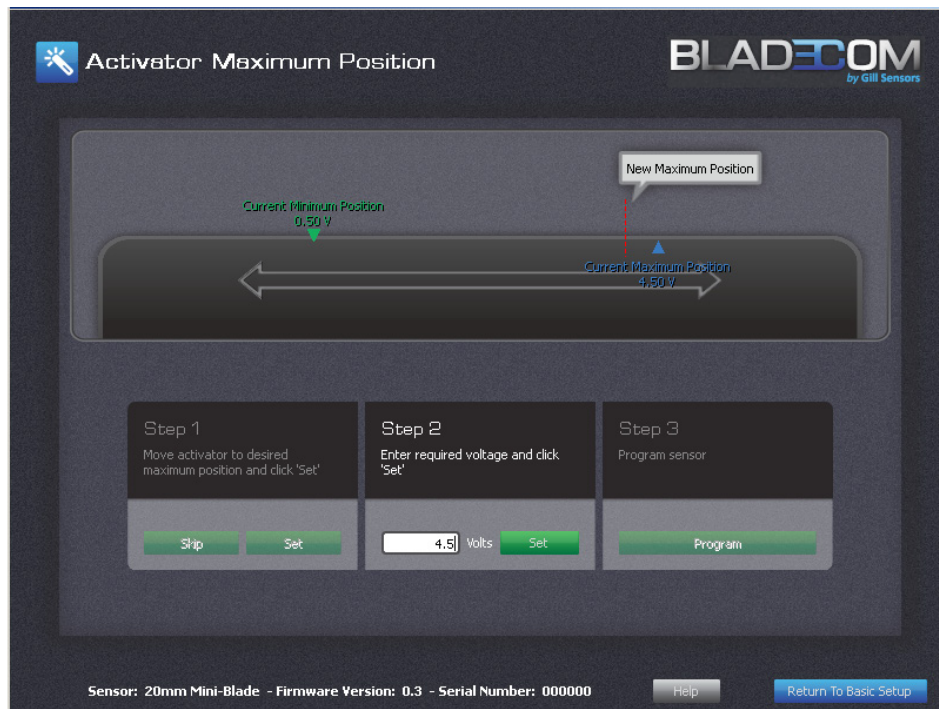 Activator Maximum Position
BLADECOM
by Gill Sensors
New Maximum Position
Current Minimum Position
0.50 V
Current Maximum Position
4.50 V
Step 1
Move activator to desired
maximum position and click 'Set'
Skip
Set
Step 2
Enter required voltage and click
'Set'
4.5
Volts
Set
Step 3
Program sensor
Program
Sensor: 20mm Mini-Blade - Firmware Version: 0.3 - Serial Number: 000000
Help
Return To Basic Setup